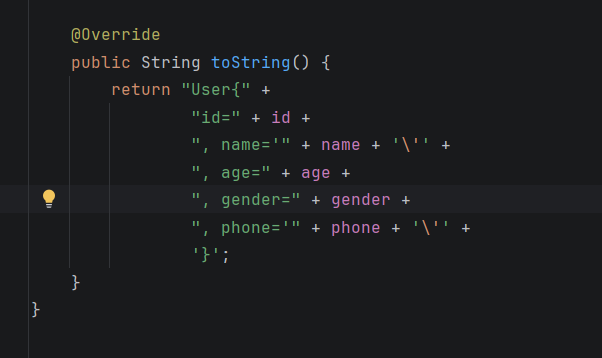 @Override
public String toString() {
return "User{" +
"id=" + id +
", name='" + name + '\'' +
", age=" + age +
", gender=" + gender +
", phone='" + phone + '\'' +
'}';
}
}